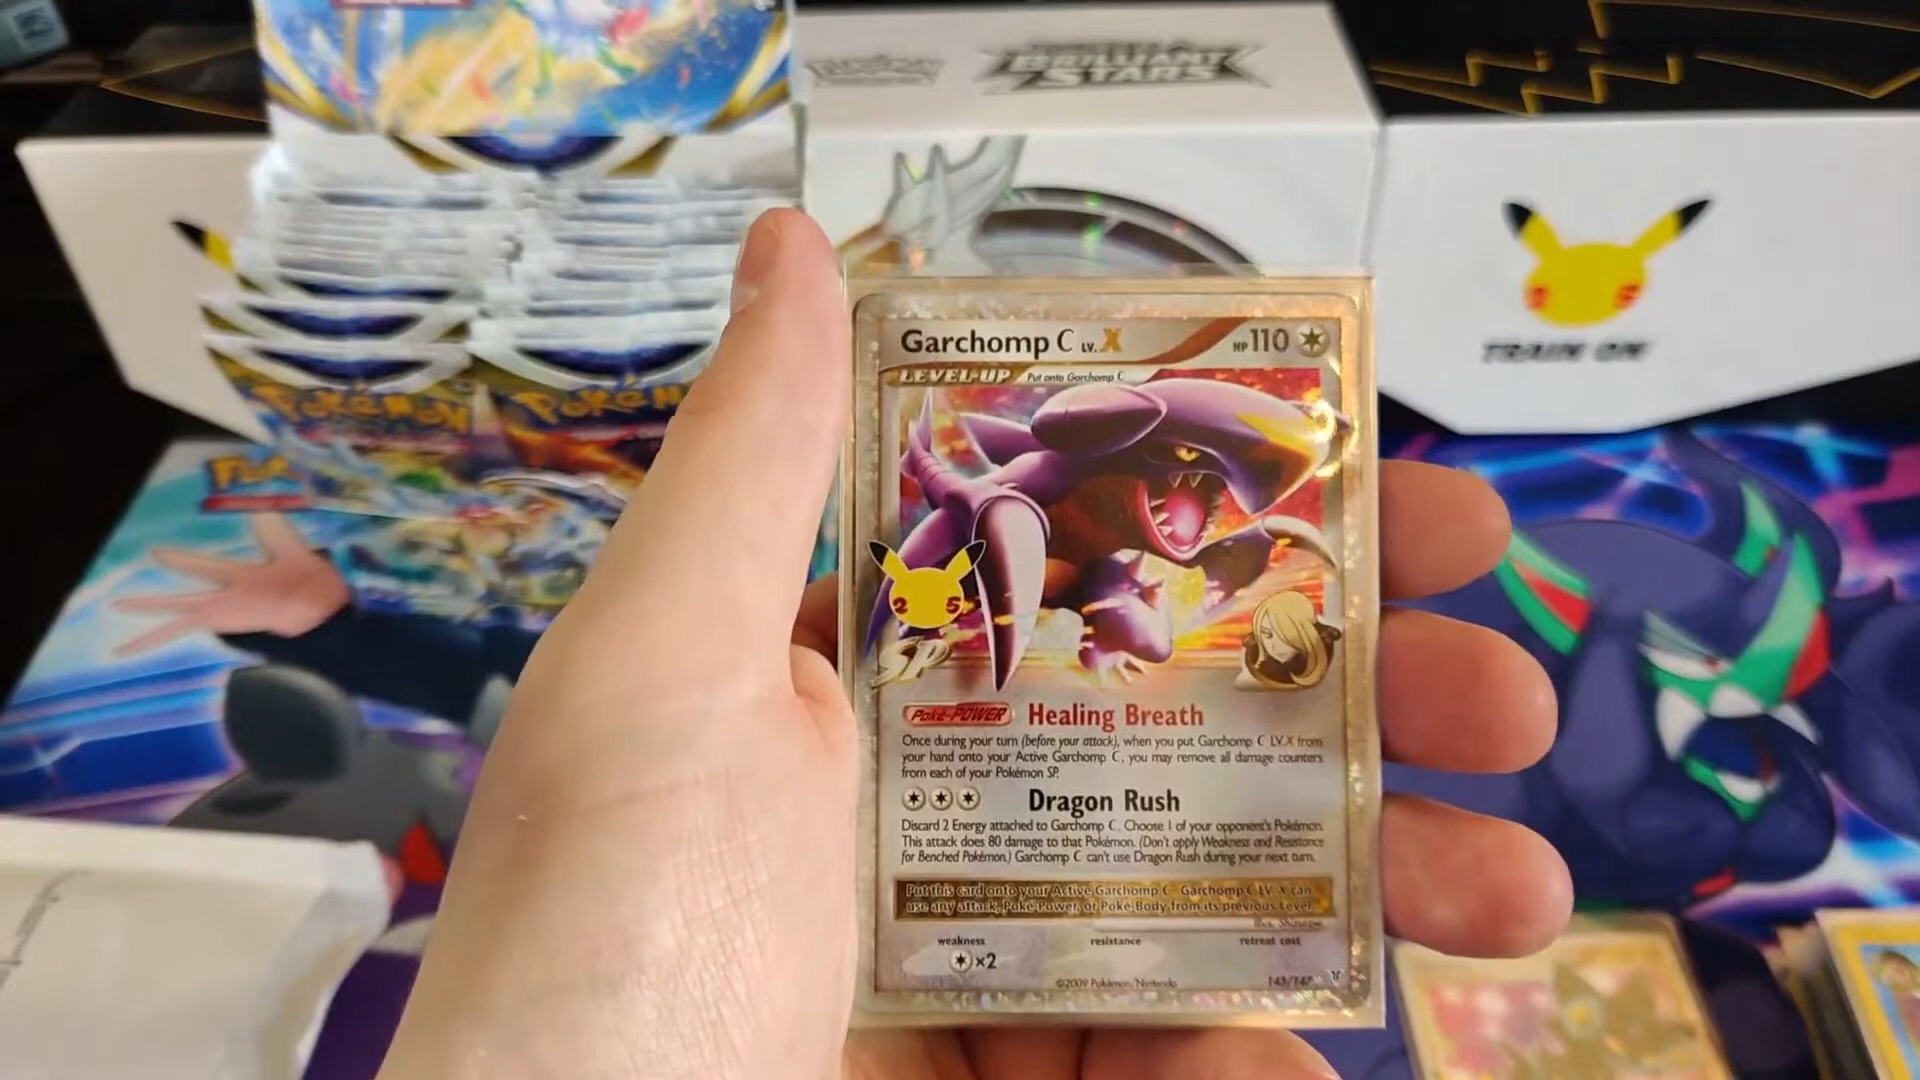 BRILLIANT
STARS
TRAIN ON
Pokémon
Pokém
Garchomp C LV.X
HP 110
LEVEL-UP Put onto Garchomp C
25
SP
Poké-POWER Healing Breath
Once during your turn (before your attack), when you put Garchomp C LV.X from
your hand onto your Active Garchomp C, you may remove all damage counters
from each of your Pokémon SP.
Dragon Rush
Discard 2 Energy attached to Garchomp C. Choose 1 of your opponent's Pokémon.
This attack does 80 damage to that Pokémon. (Don't apply Weakness and Resistance
for Benched Pokémon.) Garchomp C can't use Dragon Rush during your next turn.
Put this card onto your Active Garchomp C. Garchomp C LV.X can
use any attack, Poké-Power, or Poké-Body from its previous Level.
weakness resistance retreat cost
×2
©2009 Pokémon/Nintendo 145/147